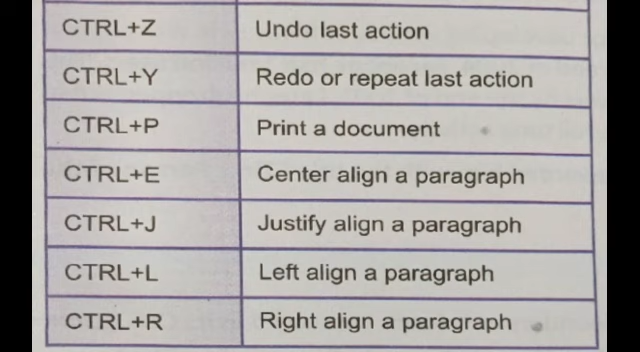 CTRL+Z Undo last action
CTRL+Y Redo or repeat last action
CTRL+P Print a document
CTRL+E Center align a paragraph
CTRL+J Justify align a paragraph
CTRL+L Left align a paragraph
CTRL+R Right align a paragraph